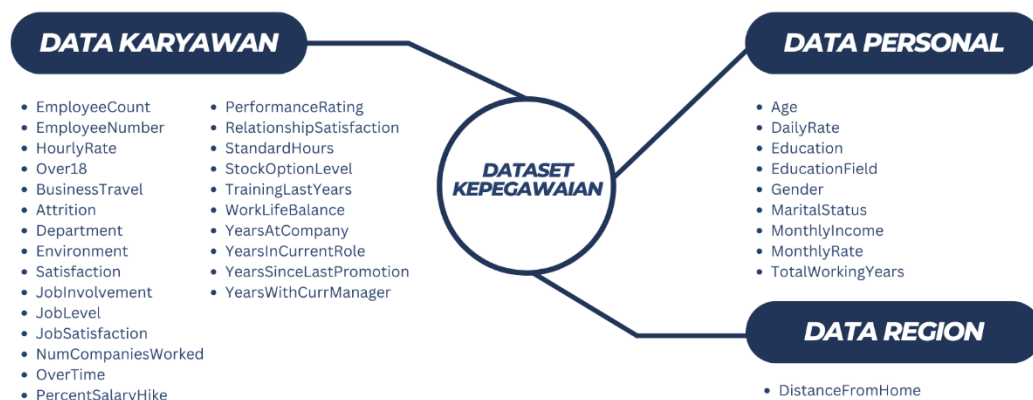 DATA KARYAWAN
• EmployeeCount
• EmployeeNumber
• HourlyRate
• Over18
• BusinessTravel
• Attrition
• Department
• Environment
• Satisfaction
• JobInvolvement
• JobLevel
• JobSatisfaction
• NumCompaniesWorked
• OverTime
• PercentSalaryHike
• PerformanceRating
• RelationshipSatisfaction
• StandardHours
• StockOptionLevel
• TrainingLastYears
• WorkLifeBalance
• YearsAtCompany
• YearsInCurrentRole
• YearsSinceLastPromotion
• YearsWithCurrManager
DATASET
KEPEGAWAIAN
DATA PERSONAL
• Age
• DailyRate
• Education
• EducationField
• Gender
• MaritalStatus
• MonthlyIncome
• MonthlyRate
• TotalWorkingYears
DATA REGION
• DistanceFromHome